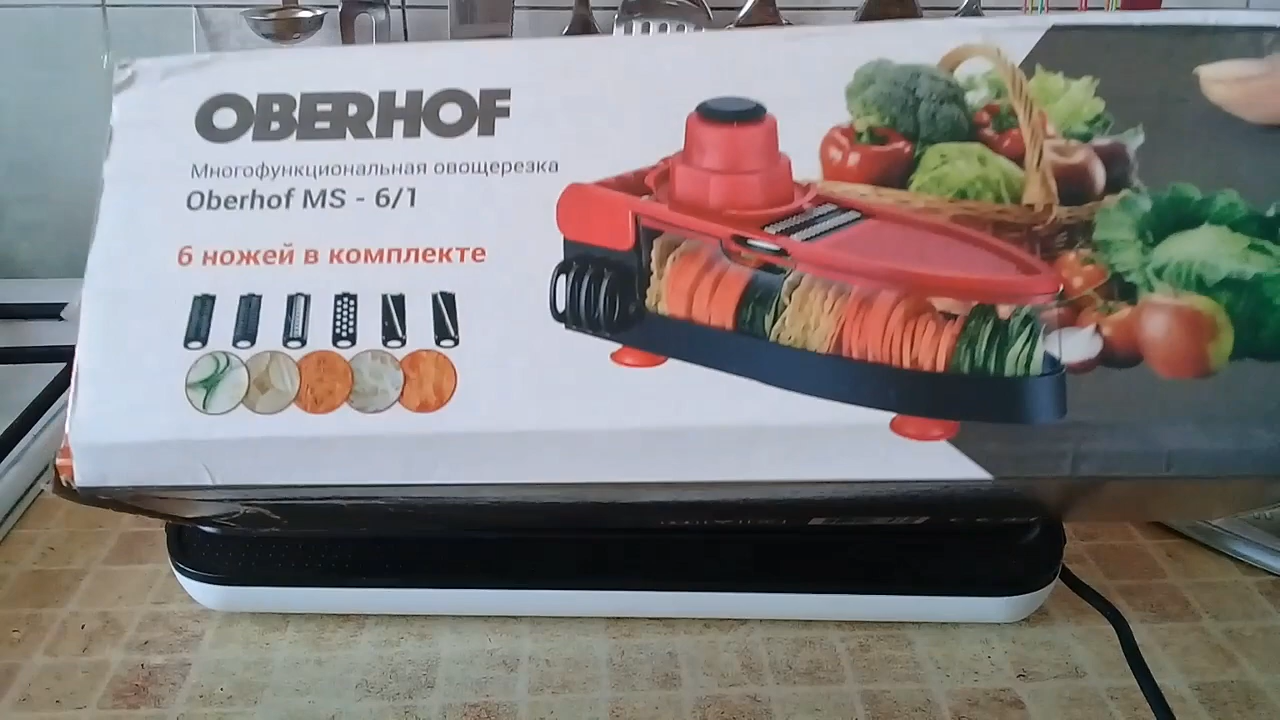 OBERHOF
Многофункциональная овощерезка
Oberhof MS - 6/1
6 ножей в комплекте